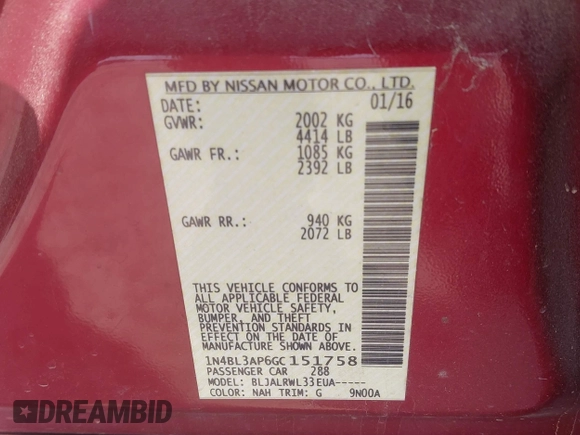 MFD BY NISSAN MOTOR CO., LTD.
DATE: 01/16
GVWR: 2002 KG
4414 LB
GAWR FR.: 1085 KG
2392 LB
GAWR RR.: 940 KG
2072 LB
THIS VEHICLE CONFORMS TO
ALL APPLICABLE FEDERAL
MOTOR VEHICLE SAFETY,
BUMPER, AND THEFT
PREVENTION STANDARDS IN
EFFECT ON THE DATE OF
MANUFACTURE SHOWN ABOVE.
1N4BL3AP6GC151758
PASSENGER CAR 288
MODEL: BLJALRWL33EUA-----
COLOR: NAH TRIM: G 9N00A
BIDINFO